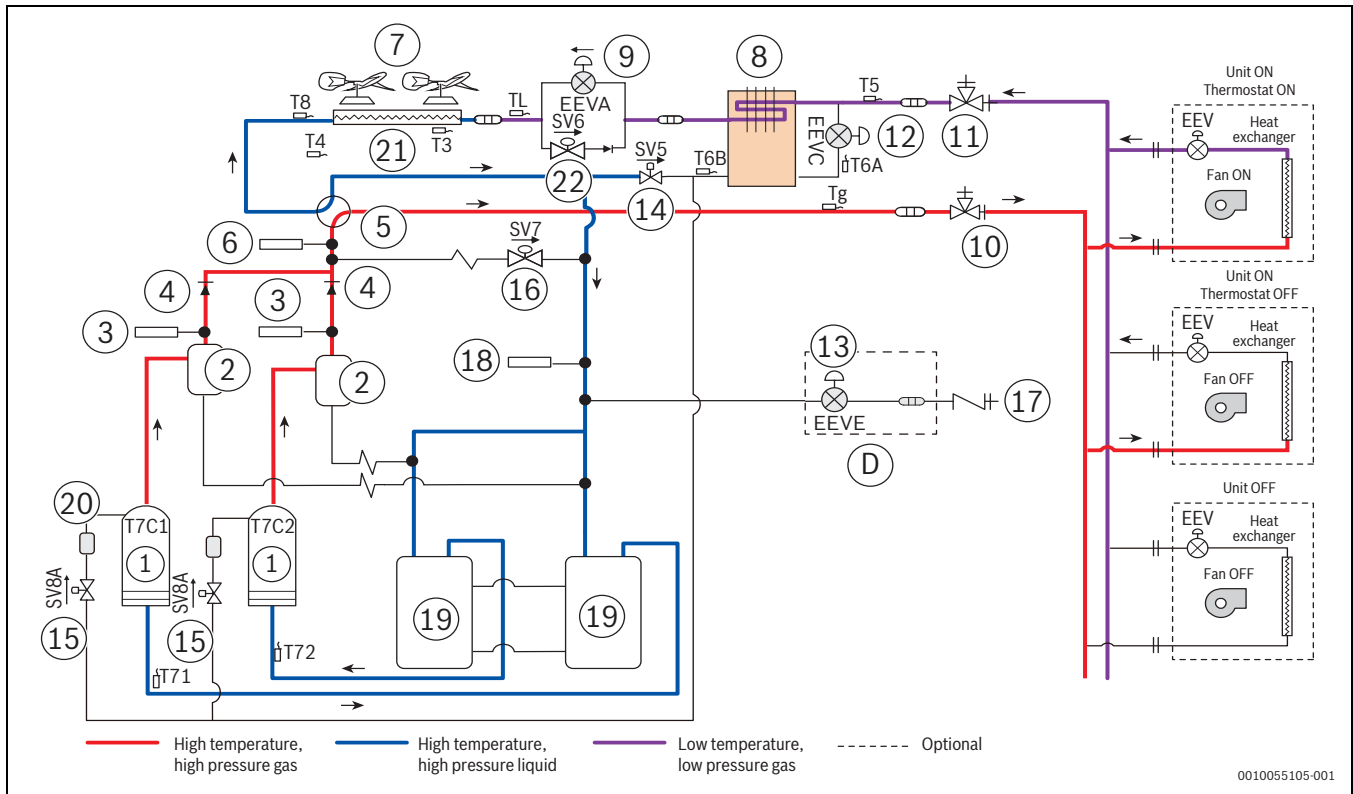 7
9
8
Unit ON
Thermostat ON
T8
TL
EEVA
T5
EEV
Heat
exchanger
SV6
EEVC
12
11
T4
21
T3
SV5
T6B
T6A
Fan ON
22
14
Tg
5
6
SV7
10
16
4
3
4
3
Unit ON
Thermostat OFF
EEV
Heat
exchanger
2
2
18
13
Fan OFF
EEVE
17
D
Unit OFF
20
T7C1
T7C2
EEV
Heat
exchanger
1
1
SV8A
SV8A
Fan OFF
19
19
15
15
T72
T71
High temperature,
high pressure gas
High temperature,
high pressure liquid
Low temperature,
low pressure gas
Optional
0010055105-001